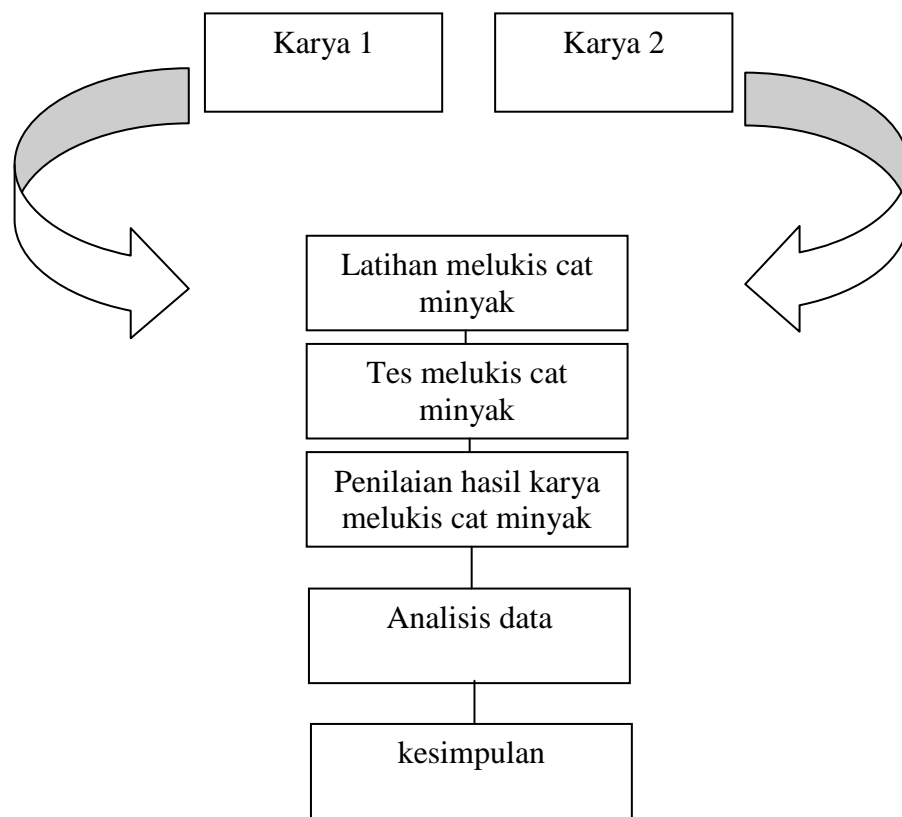 Karya 1
Karya 2
Latihan melukis cat
minyak
Tes melukis cat
minyak
Penilaian hasil karya
melukis cat minyak
Analisis data
kesimpulan